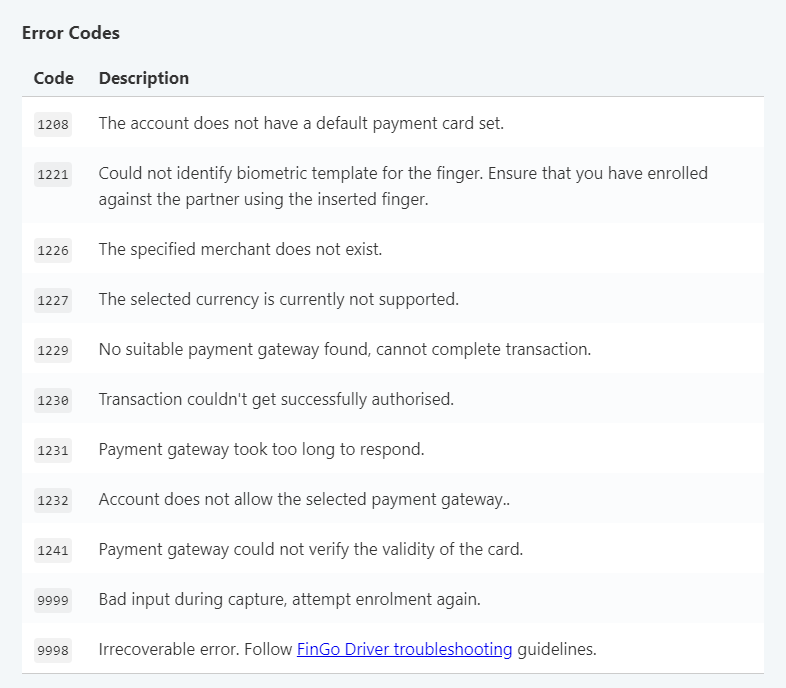 Error Codes
Code Description
1208 The account does not have a default payment card set.
1221 Could not identify biometric template for the finger. Ensure that you have enrolled
against the partner using the inserted finger.
1226 The specified merchant does not exist.
1227 The selected currency is currently not supported.
1229 No suitable payment gateway found, cannot complete transaction.
1230 Transaction couldn't get successfully authorised.
1231 Payment gateway took too long to respond.
1232 Account does not allow the selected payment gateway..
1241 Payment gateway could not verify the validity of the card.
9999 Bad input during capture, attempt enrolment again.
9998 Irrecoverable error. Follow FinGo Driver troubleshooting guidelines.